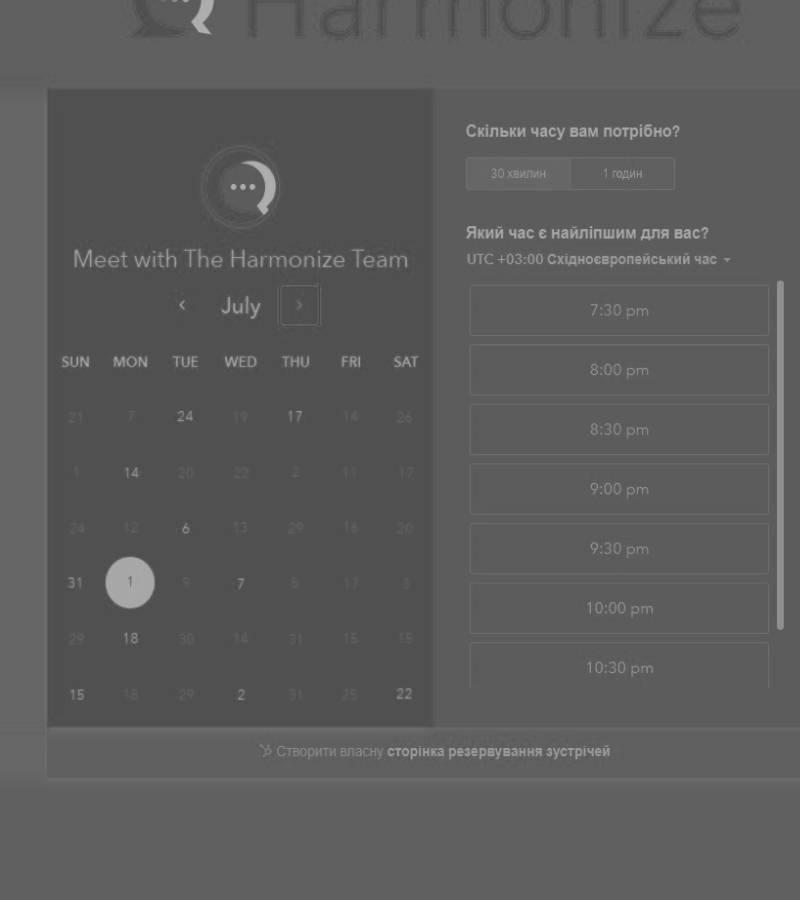 Harmonize
Meet with The Harmonize Team
July
SUN MON TUE WED THU FRI SAT
21 7 24 19 17 14 26
1 14 20 22 2 11 17
24 12 6 13 29 16 20
31 1 9 7 5 17 3
29 18 30 14 31 15 15
15 18 29 2 31 25 22
Скільки часу вам потрібно?
30 хвилин 1 годин
Який час є найліпшим для вас?
UTC +03:00 Східноєвропейський час
7:30 pm
8:00 pm
8:30 pm
9:00 pm
9:30 pm
10:00 pm
10:30 pm
Створити власну сторінка резервування зустрічей